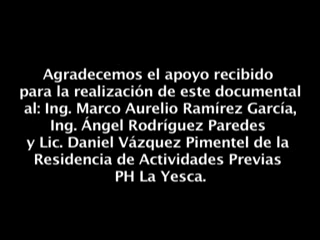 Agradecemos el apoyo recibido
para la realización de este documental
al: Ing. Marco Aurelio Ramírez García,
Ing. Ángel Rodríguez Paredes
y Lic. Daniel Vázquez Pimentel de la
Residencia de Actividades Previas
PH La Yesca.